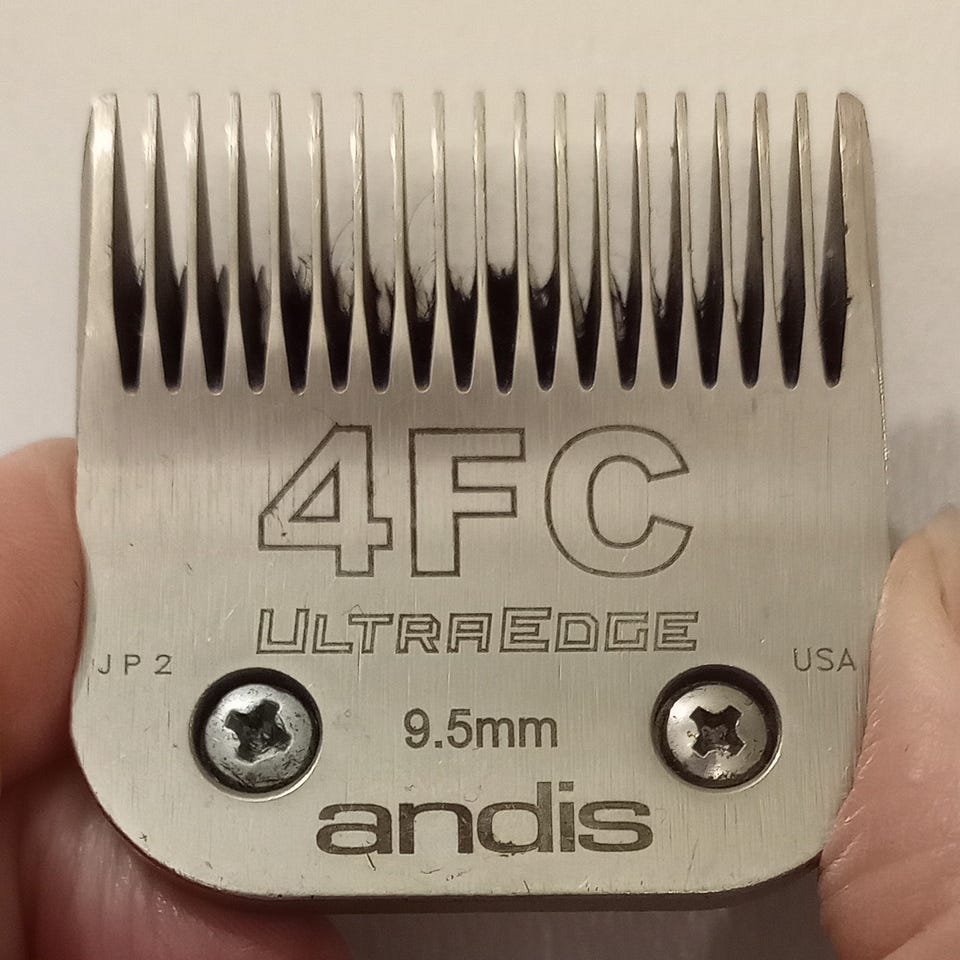 4FC
ULTRAEDGE
JP2
USA
9.5mm
andis